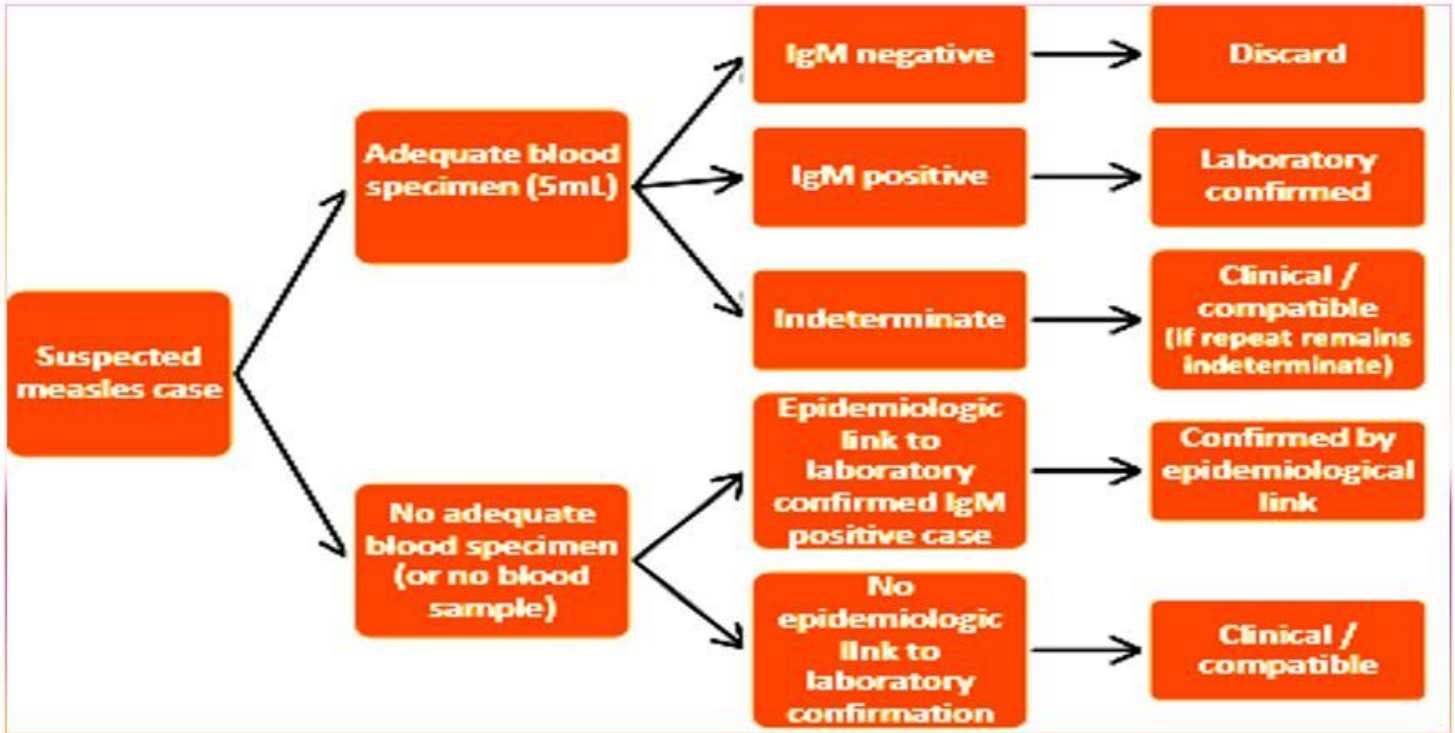 Suspected
measles case
Adequate blood
specimen (5mL)
No adequate
blood specimen
(or no blood
sample)
IgM negative
IgM positive
Indeterminate
Epidemiologic
link to
laboratory
confirmed IgM
positive case
No
epidemiologic
link to
laboratory
confirmation
Discard
Laboratory
confirmed
Clinical /
compatible
(if repeat remains
indeterminate)
Confirmed by
epidemiological
link
Clinical /
compatible